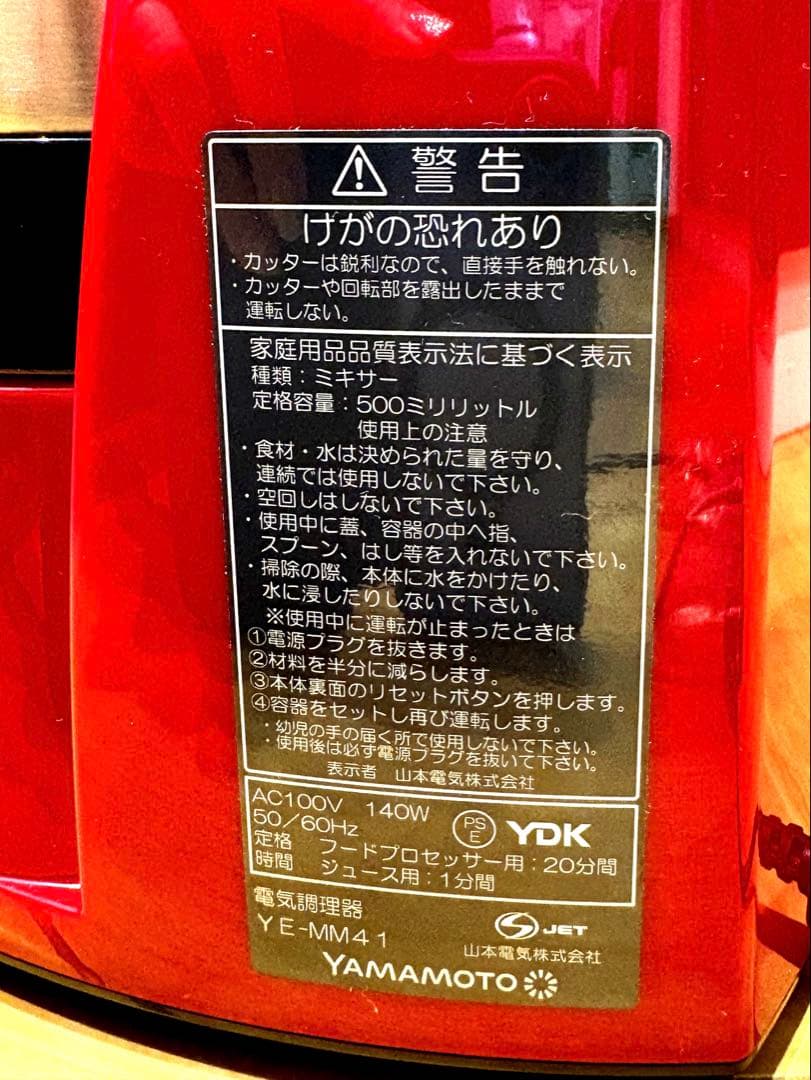 ⚠ 警告
けがの恐れあり
・カッターは鋭利なので、直接手を触れない。
・カッターや回転部を露出したままで
運転しない。
家庭用品品質表示法に基づく表示
種類：ミキサー
定格容量：500ミリリットル
使用上の注意
・食材・水は決められた量を守り、
連続では使用しないで下さい。
・空回しはしないで下さい。
・使用中に蓋、容器の中へ指、
スプーン、はし等を入れないで下さい。
・掃除の際、本体に水をかけたり、
水に浸したりしないで下さい。
※使用中に運転が止まったときは
①電源プラグを抜きます。
②材料を半分に減らします。
③本体裏面のリセットボタンを押します。
④容器をセットし再び運転します。
・幼児の手の届く所で使用しないで下さい。
・使用後は必ず電源プラグを抜いて下さい。
表示者 山本電気株式会社
AC100V 140W
50/60Hz
PS
E
YDK
定格 フードプロセッサー用：20分間
時間 ジュース用：1分間
電気調理器
YE-MM41
S JET
山本電気株式会社
YAMAMOTO